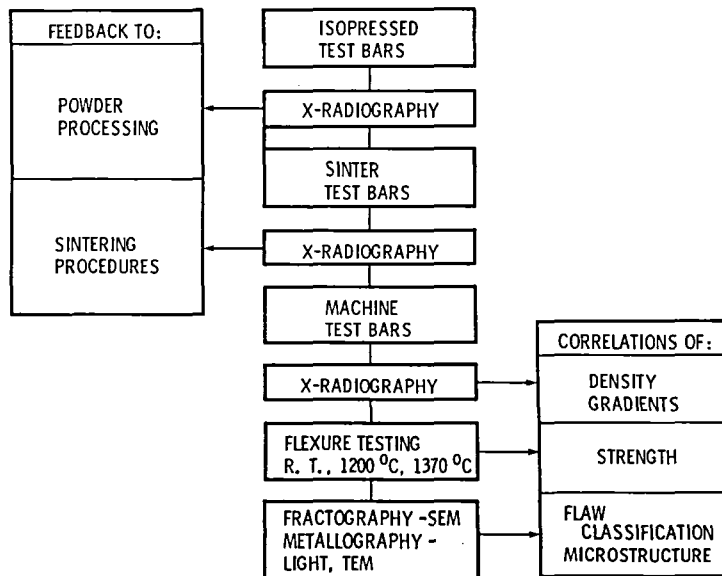 FEEDBACK TO:
POWDER
PROCESSING
SINTERING
PROCEDURES
ISOPRESSED
TEST BARS
X-RADIOGRAPHY
SINTER
TEST BARS
X-RADIOGRAPHY
MACHINE
TEST BARS
X-RADIOGRAPHY
FLEXURE TESTING
R. T., 1200 °C, 1370 °C
FRACTOGRAPHY -SEM
METALLOGRAPHY -
LIGHT, TEM
CORRELATIONS OF:
DENSITY
GRADIENTS
STRENGTH
FLAW
CLASSIFICATION
MICROSTRUCTURE